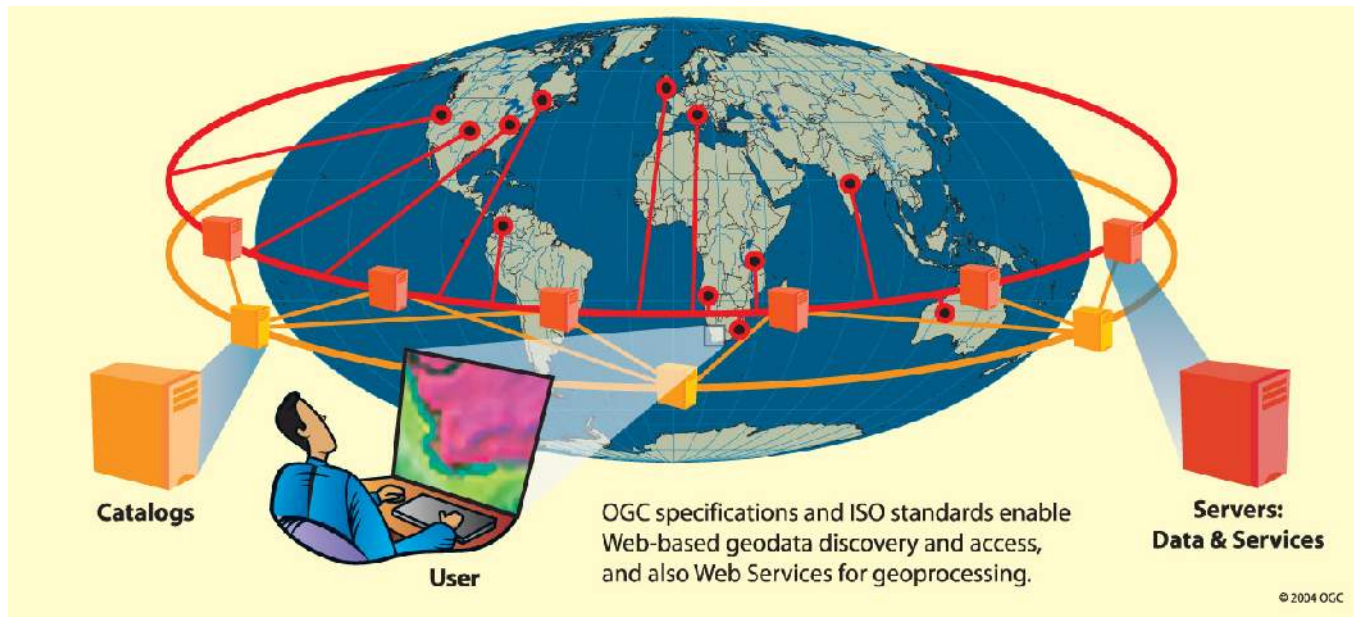 Catalogs
User
OGC specifications and ISO standards enable
Web-based geodata discovery and access,
and also Web Services for geoprocessing.
Servers:
Data & Services
© 2004 OGC